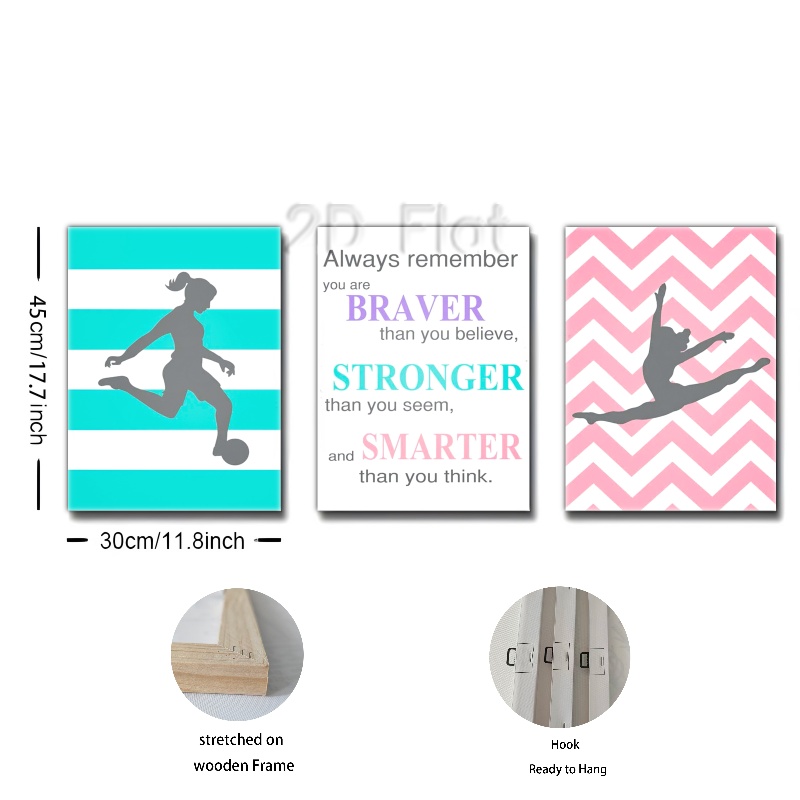 2D Flat
Always remember
you are
BRAVER
than you believe,
STRONGER
than you seem,
and SMARTER
than you think.
45cm/17.7inch
30cm/11.8inch
stretched on
wooden Frame
Hook
Ready to Hang